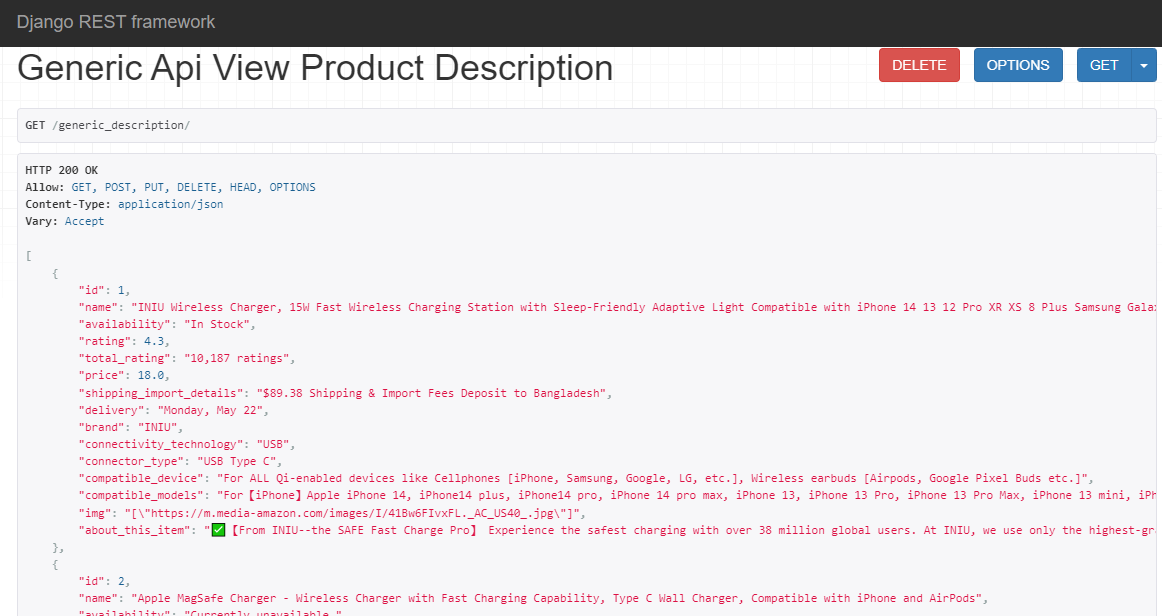 Django REST framework
Generic Api View Product Description
DELETE
OPTIONS
GET
GET /generic_description/
HTTP 200 OK
Allow: GET, POST, PUT, DELETE, HEAD, OPTIONS
Content-Type: application/json
Vary: Accept
[
{
"id": 1,
"name": "INIU Wireless Charger, 15W Fast Wireless Charging Station with Sleep-Friendly Adaptive Light Compatible with iPhone 14 13 12 Pro XR XS 8 Plus Samsung Gala
"availability": "In Stock",
"rating": 4.3,
"total_rating": "10,187 ratings",
"price": 18.0,
"shipping_import_details": "$89.38 Shipping & Import Fees Deposit to Bangladesh",
"delivery": "Monday, May 22",
"brand": "INIU",
"connectivity_technology": "USB",
"connector_type": "USB Type C",
"compatible_device": "For ALL Qi-enabled devices like Cellphones [iPhone, Samsung, Google, LG, etc.], Wireless earbuds [Airpods, Google Pixel Buds etc.]",
"compatible_models": "For【iPhone】Apple iPhone 14, iPhone14 plus, iPhone14 pro, iPhone 14 pro max, iPhone 13, iPhone 13 Pro, iPhone 13 Pro Max, iPhone 13 mini, iPh
"img": "[\"https://m.media-amazon.com/images/I/41Bw6FIvxFL._AC_US40_.jpg\"]",
"about_this_item": "✅【From INIU--the SAFE Fast Charge Pro】 Experience the safest charging with over 38 million global users. At INIU, we use only the highest-gr
},
{
"id": 2,
"name": "Apple MagSafe Charger - Wireless Charger with Fast Charging Capability, Type C Wall Charger, Compatible with iPhone and AirPods",
"availability": "Currently unavailable."